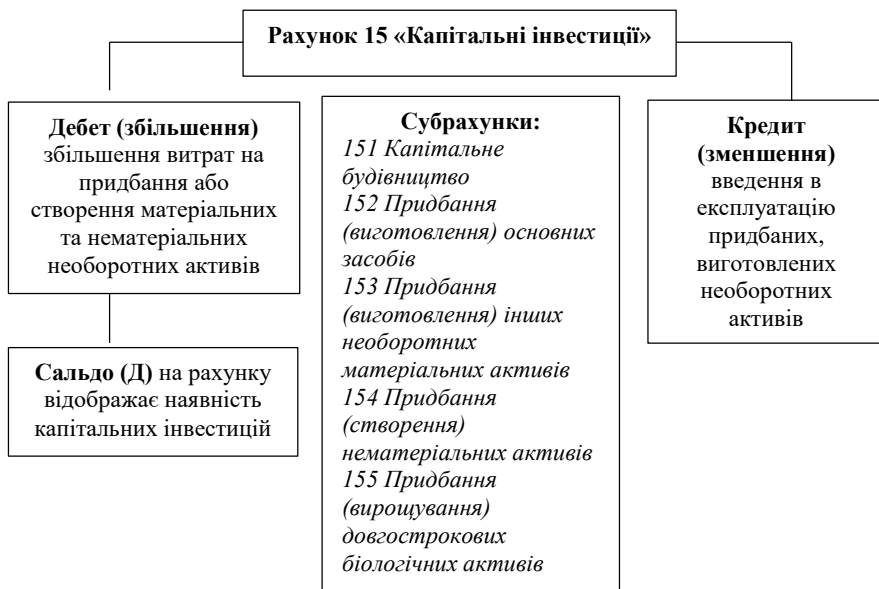 Рахунок 15 «Капітальні інвестиції»
Дебет (збільшення)
збільшення витрат на
придбання або
створення матеріальних
та нематеріальних
необоротних активів
Сальдо (Д) на рахунку
відображає наявність
капітальних інвестицій
Субрахунки:
151 Капітальне
будівництво
152 Придбання
(виготовлення) основних
засобів
153 Придбання
(виготовлення) інших
необоротних
матеріальних активів
154 Придбання
(створення)
нематеріальних активів
155 Придбання
(вирощування)
довгострокових
біологічних активів
Кредит
(зменшення)
введення в
експлуатацію
придбаних,
виготовлених
необоротних
активів